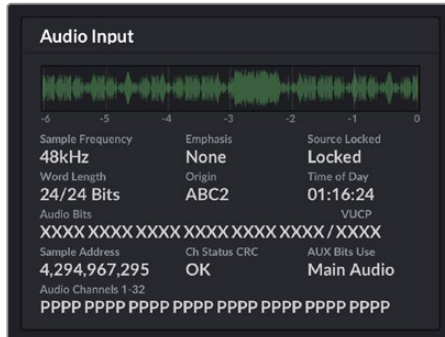 Audio Input
-6 -5 -4 -3 -2 -1 0
Sample Frequency Emphasis Source Locked
48kHz None Locked
Word Length Origin Time of Day
24/24 Bits ABC2 01:16:24
Audio Bits VUCP
XXXX XXXX XXXX XXXX XXXX XXXX / XXXX
Sample Address Ch Status CRC AUX Bits Use
4,294,967,295 OK Main Audio
Audio Channels 1-32
PPPP PPPP PPPP PPPP PPPP PPPP PPPP PPPP